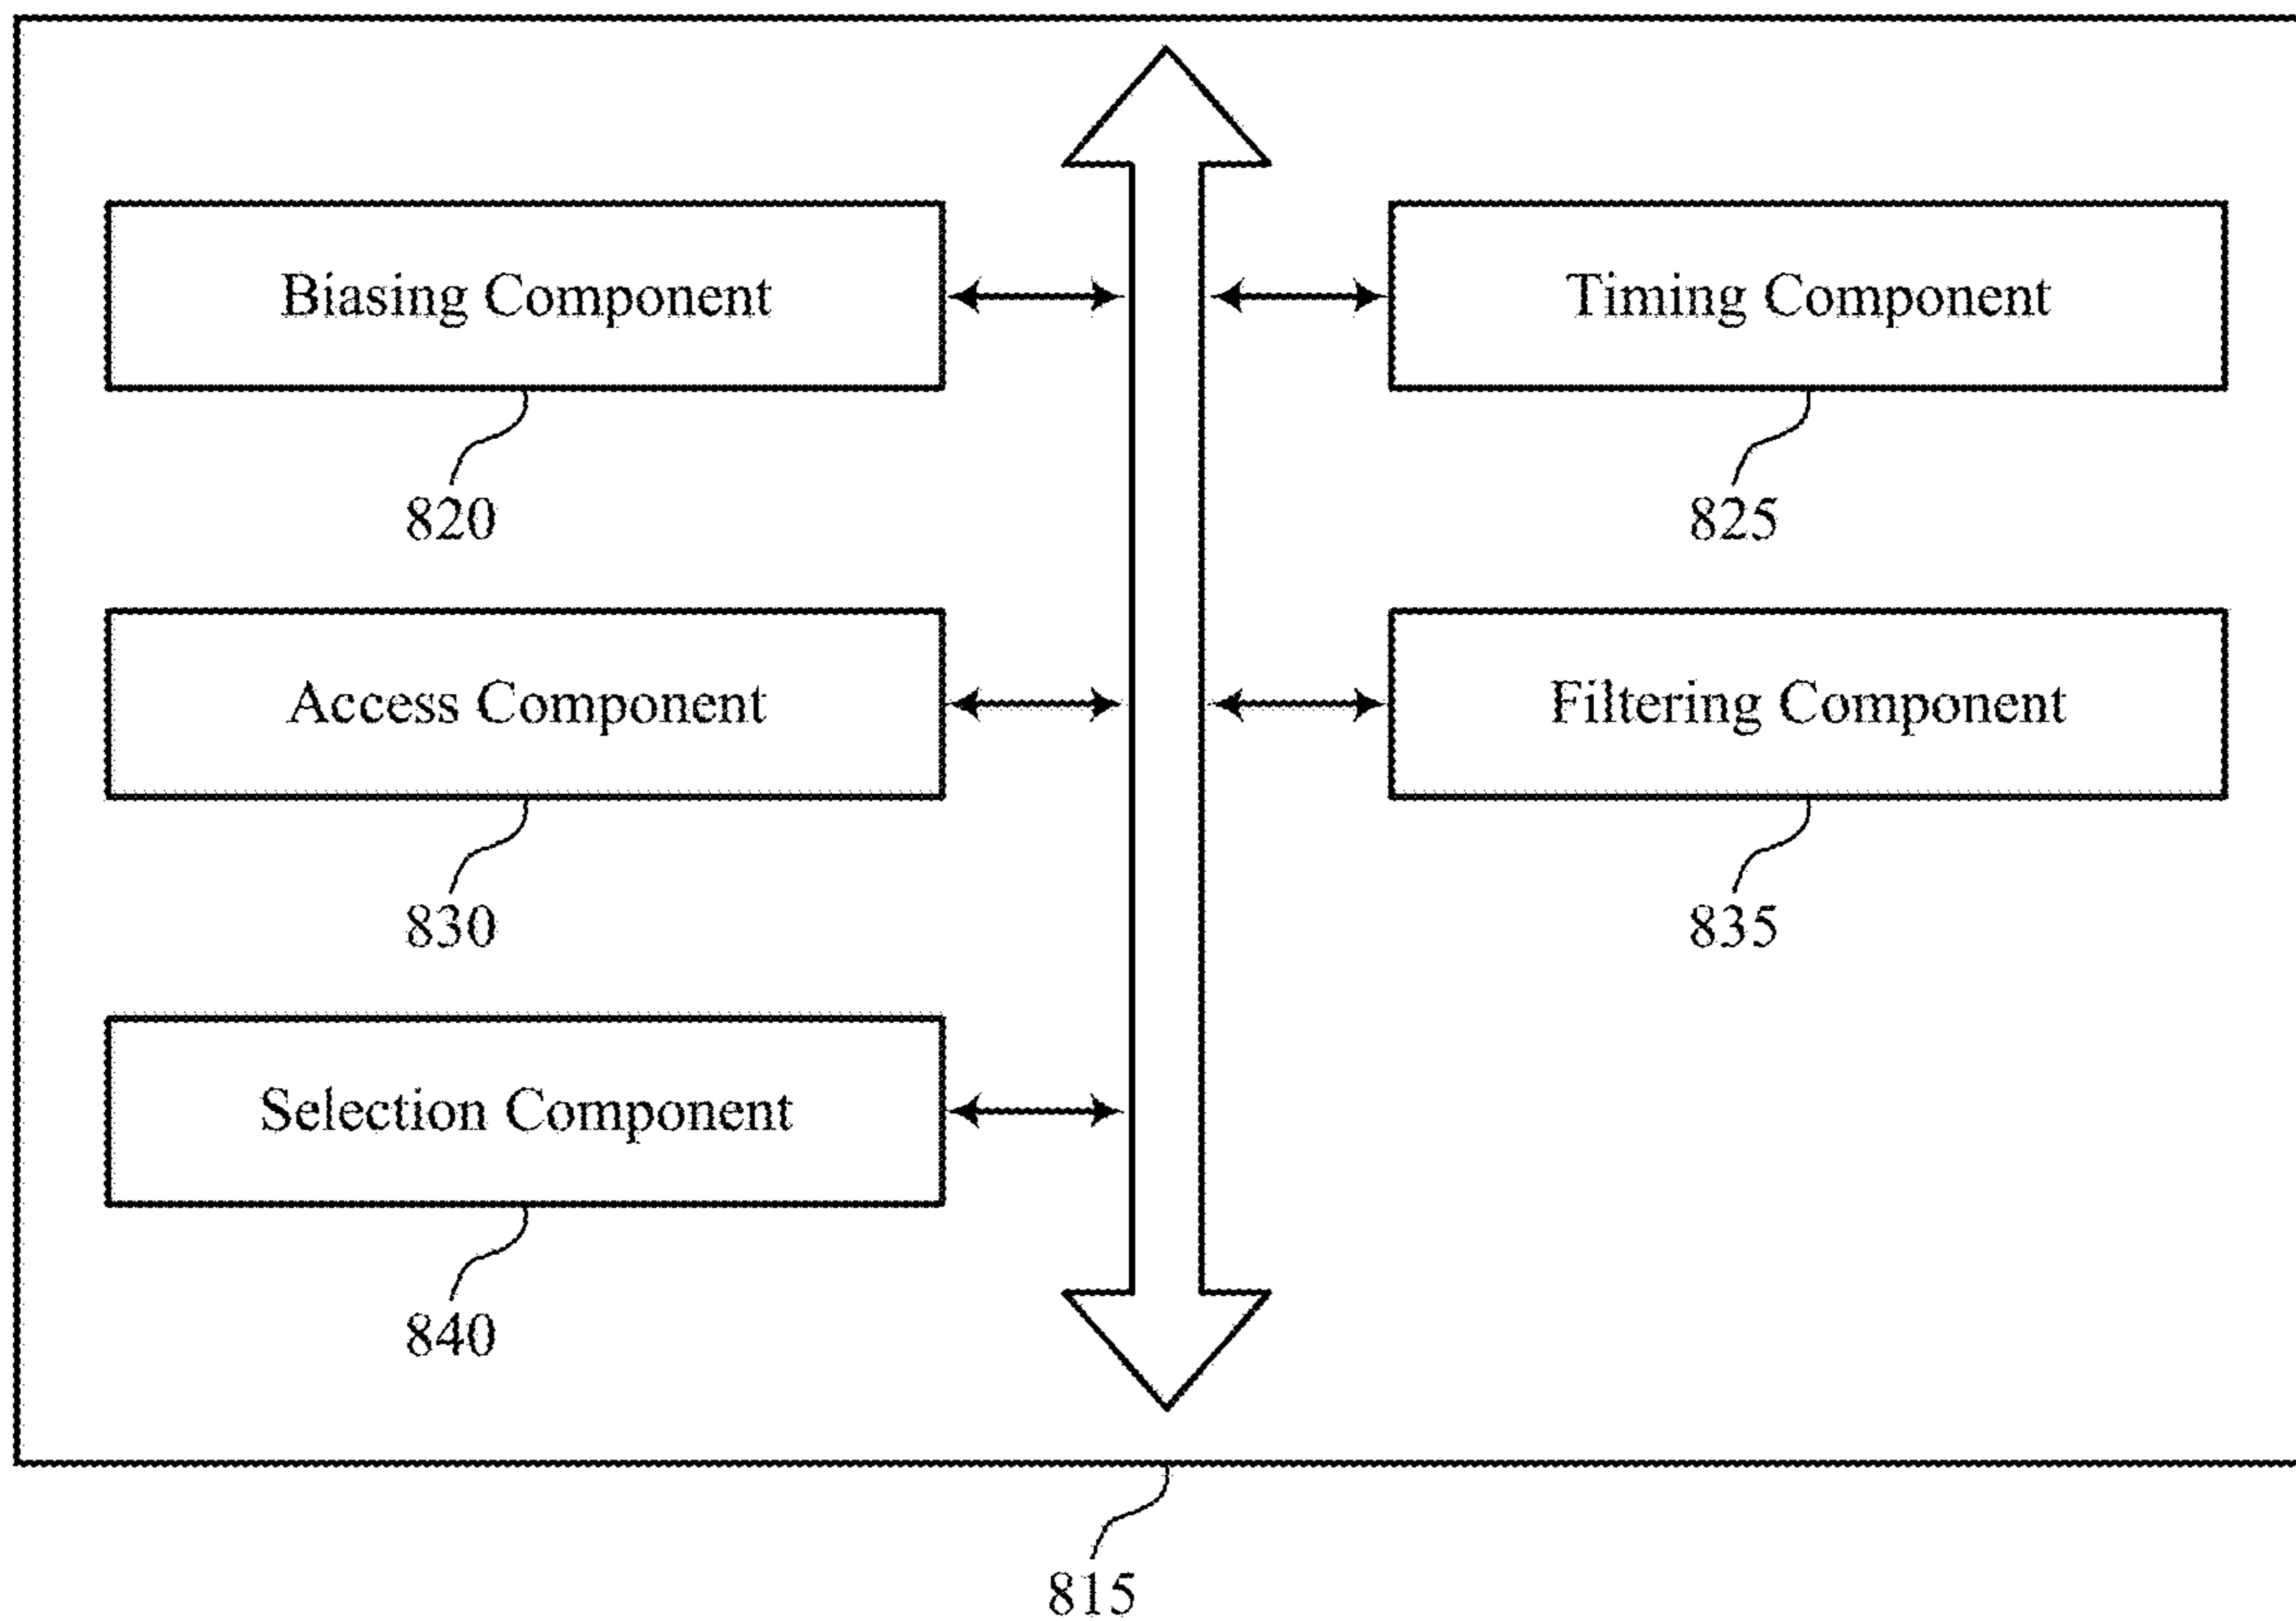 Biasing Component
Timing Component
820
825
Access Component
Filtering Component
830
835
Selection Component
840
815